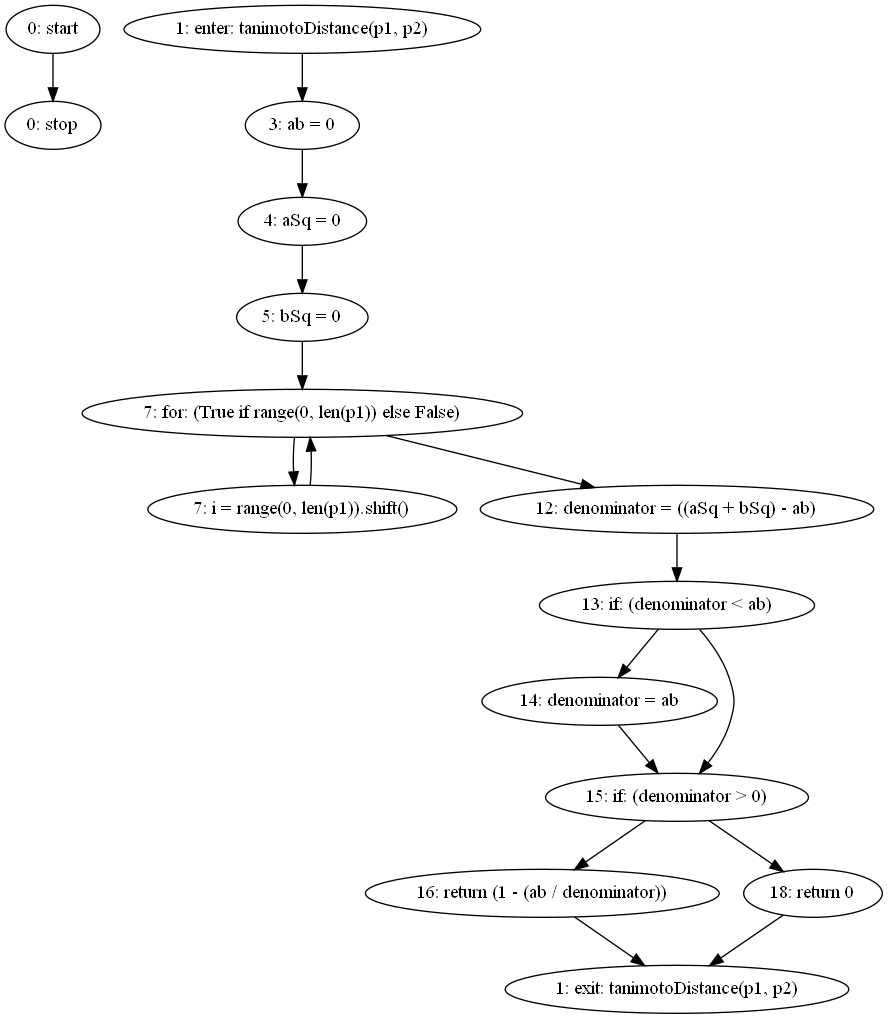 0: start
1: enter: tanimotoDistance(p1, p2)
0: stop
3: ab = 0
4: aSq = 0
5: bSq = 0
7: for: (True if range(0, len(p1)) else False)
7: i = range(0, len(p1)).shift()
12: denominator = ((aSq + bSq) - ab)
13: if: (denominator < ab)
14: denominator = ab
15: if: (denominator > 0)
16: return (1 - (ab / denominator))
18: return 0
1: exit: tanimotoDistance(p1, p2)